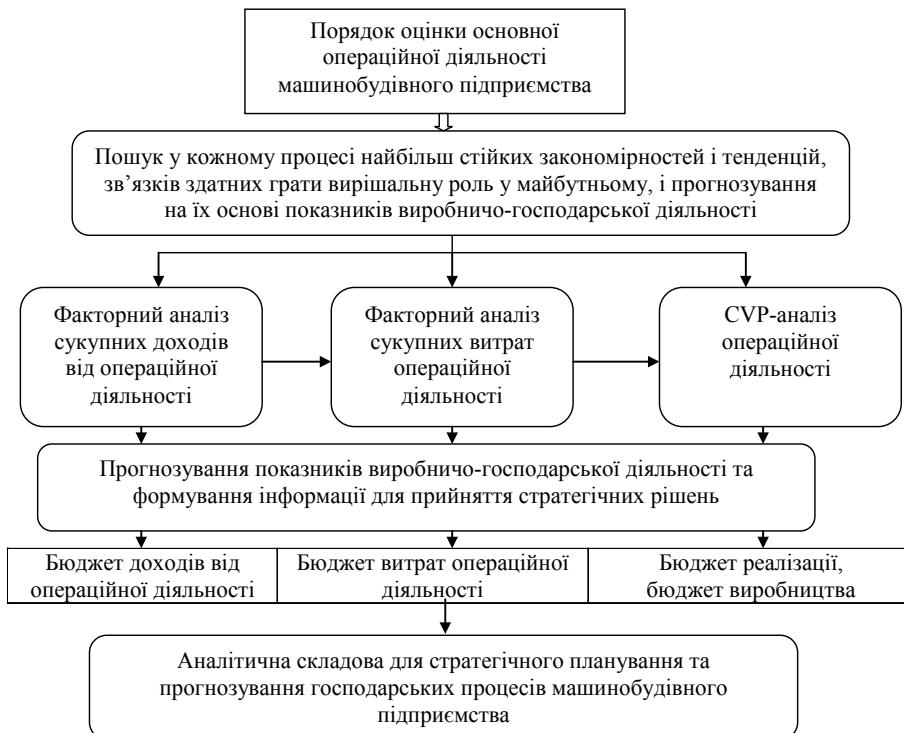 Порядок оцінки основної
операційної діяльності
машинобудівного підприємства
Пошук у кожному процесі найбільш стійких закономірностей і тенденцій,
зв’язків здатних грати вирішальну роль у майбутньому, і прогнозування
на їх основі показників виробничо-господарської діяльності
Факторний аналіз
сукупних доходів
від операційної
діяльності
Факторний аналіз
сукупних витрат
операційної
діяльності
CVP-аналіз
операційної
діяльності
Прогнозування показників виробничо-господарської діяльності та
формування інформації для прийняття стратегічних рішень
Бюджет доходів від
операційної діяльності
Бюджет витрат операційної
діяльності
Бюджет реалізації,
бюджет виробництва
Аналітична складова для стратегічного планування та
прогнозування господарських процесів машинобудівного
підприємства